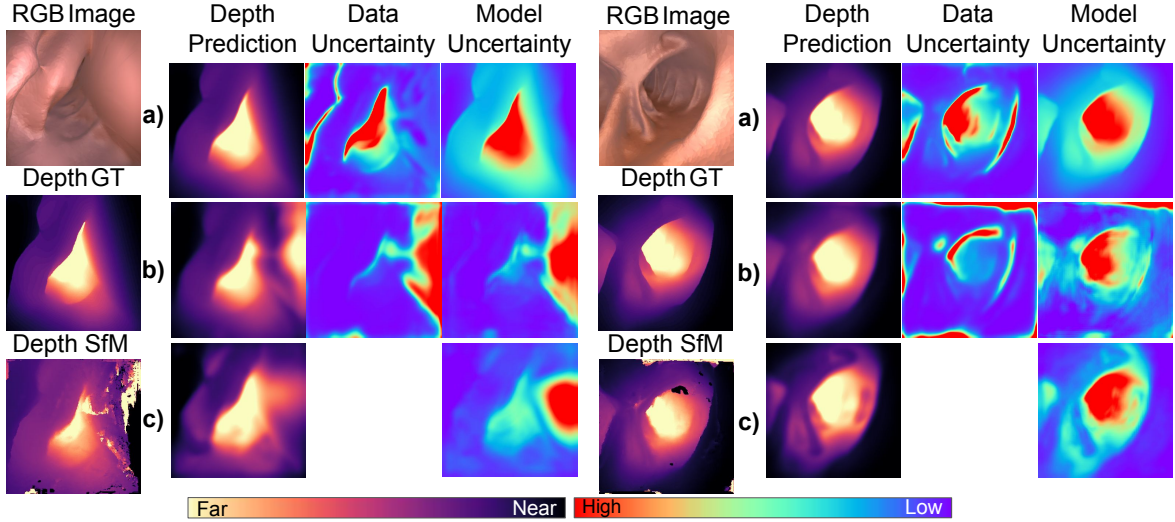 RGB Image
Depth
Prediction
Data
Uncertainty
Model
Uncertainty
a)
Depth GT
b)
Depth SfM
c)
RGB Image
Depth
Prediction
Data
Uncertainty
Model
Uncertainty
a)
Depth GT
b)
Depth SfM
c)
Far
Near
High
Low